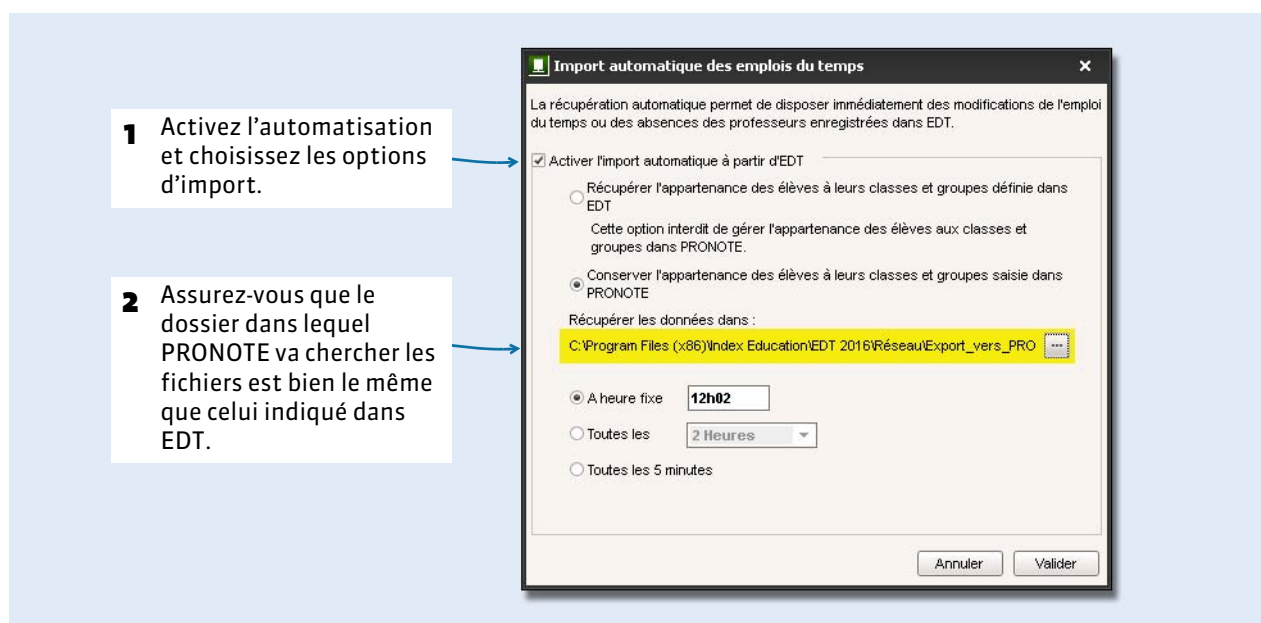 Import automatique des emplois du temps
La récupération automatique permet de disposer immédiatement des modifications de l'emploi
du temps ou des absences des professeurs enregistrées dans EDT.
1 Activez l'automatisation
et choisissez les options
d'import.
Activer l'import automatique à partir d'EDT
Récupérer l'appartenance des élèves à leurs classes et groupes définie dans
EDT
Cette option interdit de gérer l'appartenance des élèves aux classes et
groupes dans PRONOTE.
Conserver l'appartenance des élèves à leurs classes et groupes saisie dans
PRONOTE
2 Assurez-vous que le
dossier dans lequel
PRONOTE va chercher les
fichiers est bien le même
que celui indiqué dans
EDT.
Récupérer les données dans :
C:\Program Files (x86)\Index Education\EDT 2016\Réseau\Export_vers_PRO ...
A heure fixe 12h02
Toutes les 2 Heures
Toutes les 5 minutes
Annuler Valider